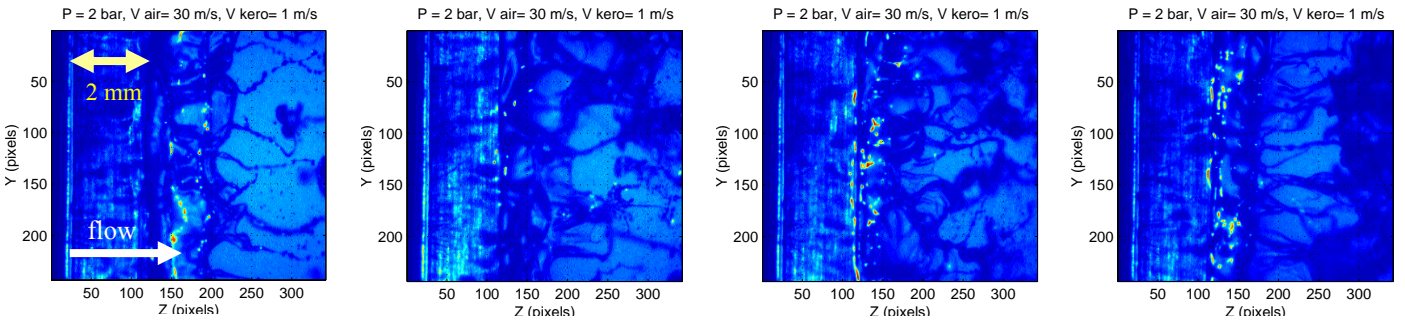 P = 2 bar, V air= 30 m/s, V kero= 1 m/s
2 mm
flow
50
100
150
200
Y (pixels)
50 100 150 200 250 300
Z (pixels)
P = 2 bar, V air= 30 m/s, V kero= 1 m/s
50
100
150
200
Y (pixels)
50 100 150 200 250 300
Z (pixels)
P = 2 bar, V air= 30 m/s, V kero= 1 m/s
50
100
150
200
Y (pixels)
50 100 150 200 250 300
Z (pixels)
P = 2 bar, V air= 30 m/s, V kero= 1 m/s
50
100
150
200
Y (pixels)
50 100 150 200 250 300
Z (pixels)